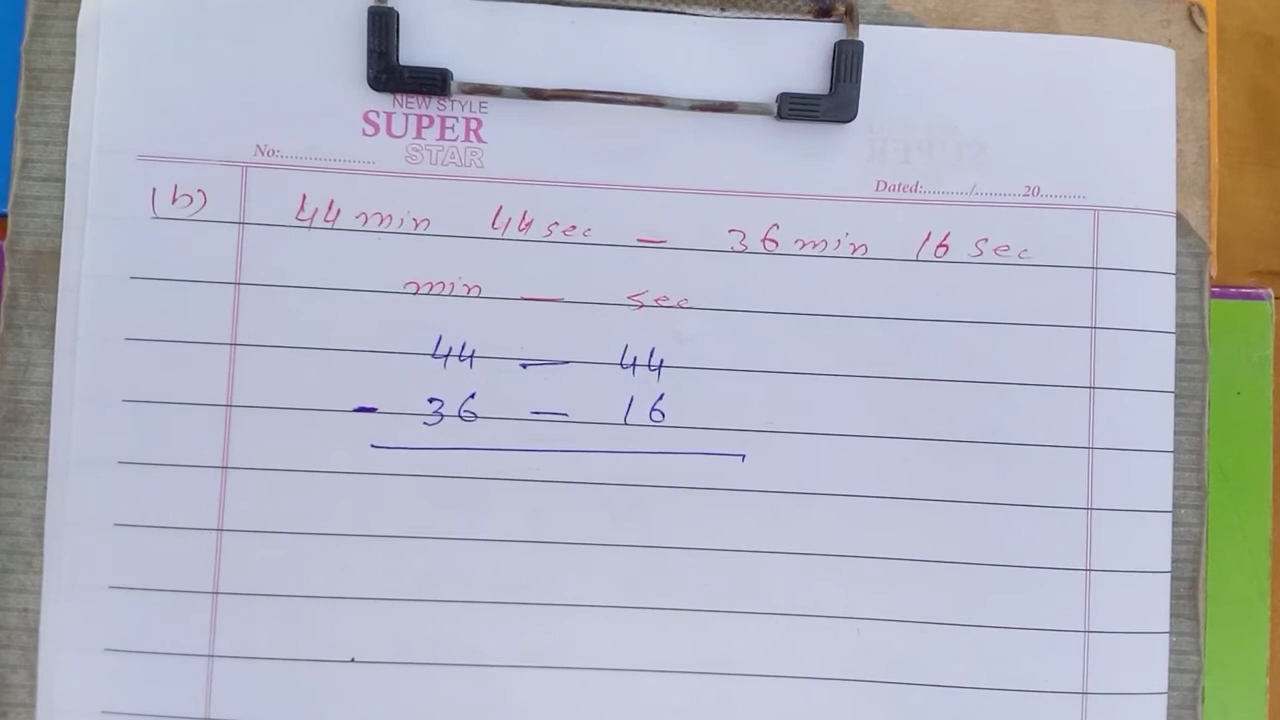 NEW STYLE
SUPER
STAR
No:....................
Dated:........../..........20..........
(b) 44 min 44 sec - 36 min 16 sec
min - sec
44 - 44
- 36 - 16